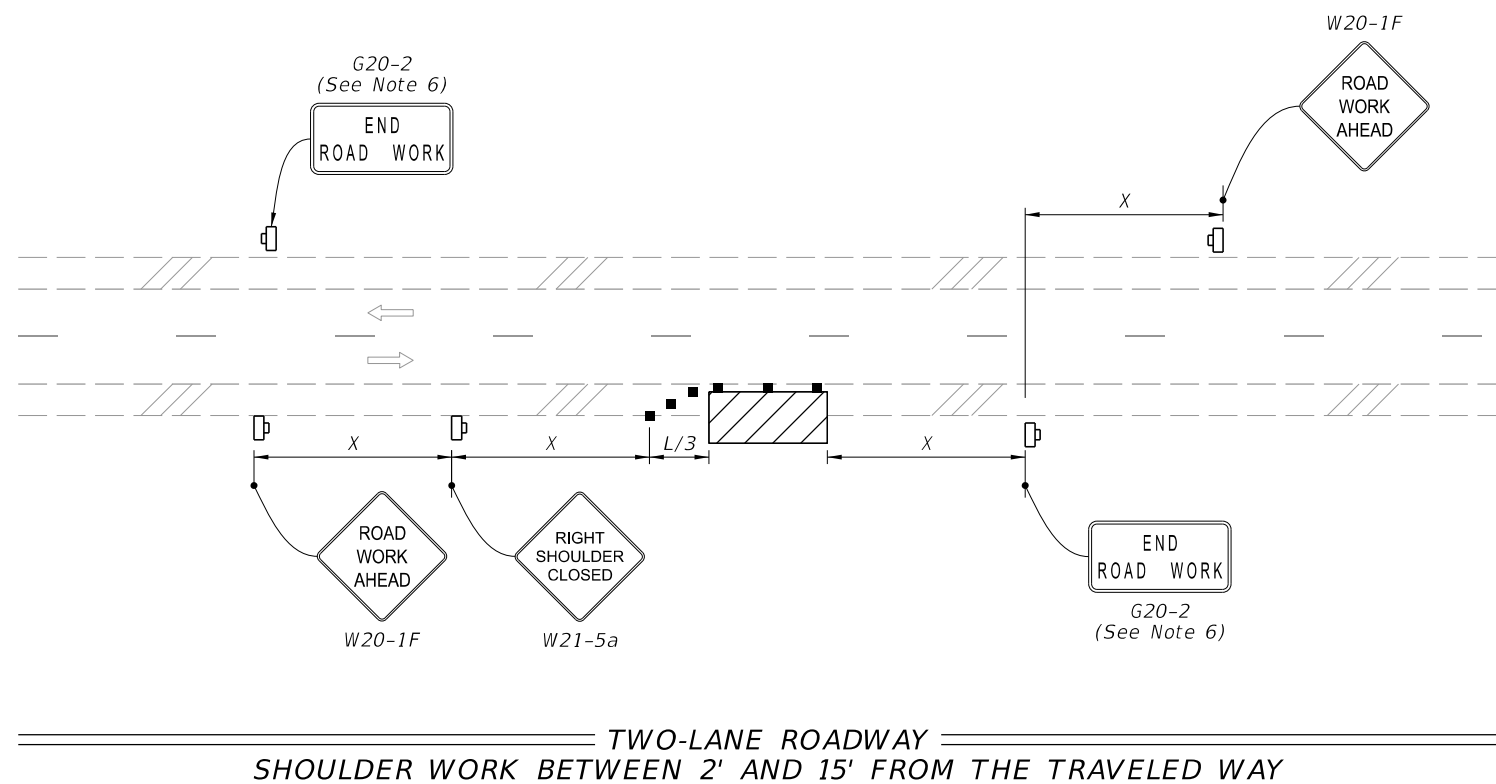 W20-1F
ROAD
WORK
AHEAD
G20-2
(See Note 6)
END
ROAD WORK
X
X
X
L/3
X
ROAD
WORK
AHEAD
W20-1F
RIGHT
SHOULDER
CLOSED
W21-5a
END
ROAD WORK
G20-2
(See Note 6)
TWO-LANE ROADWAY
SHOULDER WORK BETWEEN 2' AND 15' FROM THE TRAVELED WAY